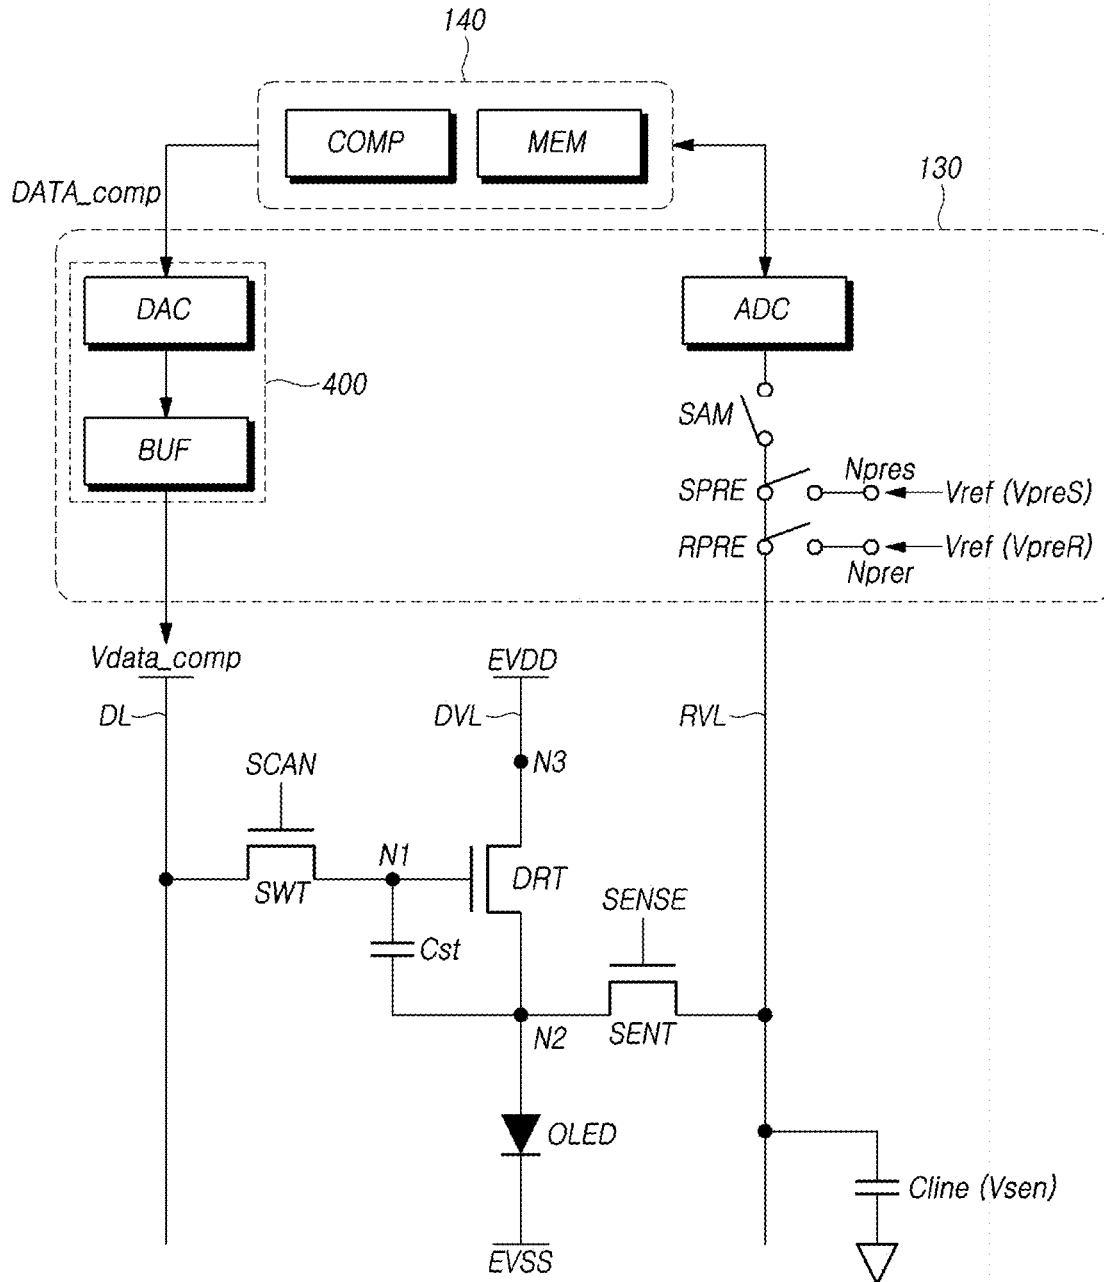 140
COMP
MEM
DATA_comp
130
DAC
ADC
400
SAM
BUF
Npres
SPRE
Vref (VpreS)
RPRE
Vref (VpreR)
Nprer
Vdata_comp
EVDD
DL
DVL
RVL
SCAN
N3
N1
DRT
SWT
SENSE
Cst
N2
SENT
OLED
Cline (Vsen)
EVSS